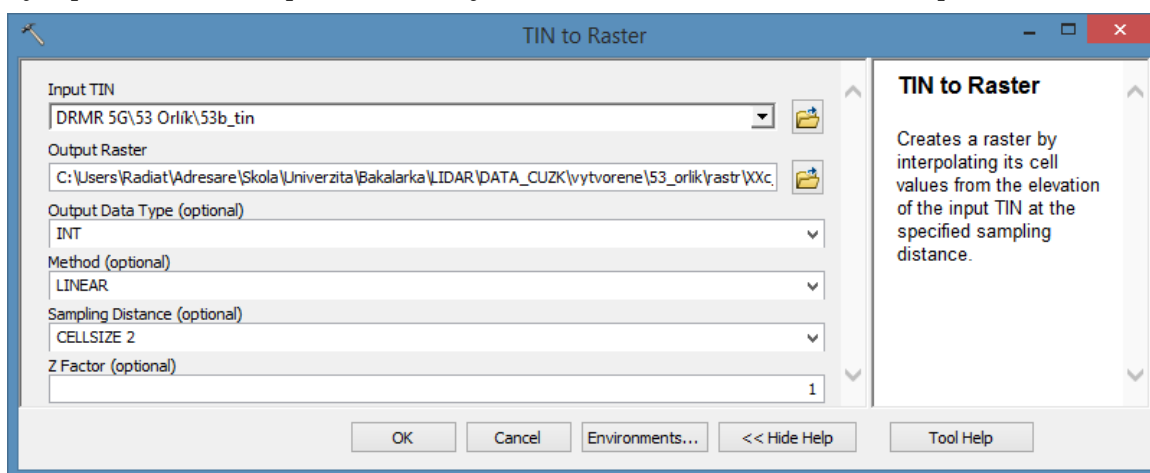 TIN to Raster
Input TIN
DRMR 5G\53 Orlík\53b_tin
Output Raster
C:\Users\Radiat\Adresare\Skola\Univerzita\Bakalarka\LIDAR\DATA_CUZK\vytvorene\53_orlik\rastr\XXc_
Output Data Type (optional)
INT
Method (optional)
LINEAR
Sampling Distance (optional)
CELLSIZE 2
Z Factor (optional)
1
TIN to Raster
Creates a raster by
interpolating its cell
values from the elevation
of the input TIN at the
specified sampling
distance.
OK
Cancel
Environments...
<< Hide Help
Tool Help